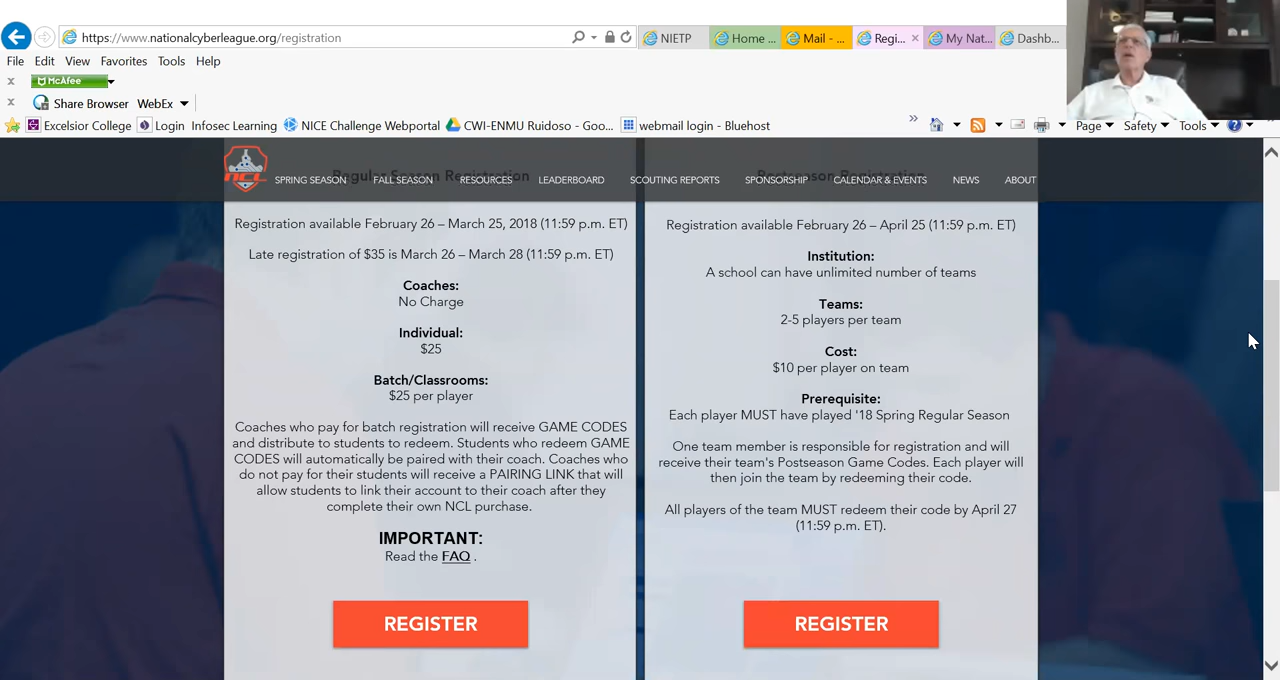 https://www.nationalcyberleague.org/registration
NIETP
Home ...
Mail - ...
Regi...
My Nat...
Dashb...
File Edit View Favorites Tools Help
McAfee
Share Browser WebEx
Excelsior College
Login
Infosec Learning
NICE Challenge Webportal
CWI-ENMU Ruidoso - Goo...
webmail login - Bluehost
Page Safety Tools
NCL
SPRING SEASON
FALL SEASON
RESOURCES
LEADERBOARD
SCOUTING REPORTS
SPONSORSHIP
CALENDAR & EVENTS
NEWS
ABOUT
Regular Season Registration
Registration available February 26 – March 25, 2018 (11:59 p.m. ET)
Late registration of $35 is March 26 – March 28 (11:59 p.m. ET)
Coaches:
No Charge
Individual:
$25
Batch/Classrooms:
$25 per player
Coaches who pay for batch registration will receive GAME CODES
and distribute to students to redeem. Students who redeem GAME
CODES will automatically be paired with their coach. Coaches who
do not pay for their students will receive a PAIRING LINK that will
allow students to link their account to their coach after they
complete their own NCL purchase.
IMPORTANT:
Read the FAQ .
REGISTER
Postseason Registration
Registration available February 26 – April 25 (11:59 p.m. ET)
Institution:
A school can have unlimited number of teams
Teams:
2-5 players per team
Cost:
$10 per player on team
Prerequisite:
Each player MUST have played '18 Spring Regular Season
One team member is responsible for registration and will
receive their team's Postseason Game Codes. Each player will
then join the team by redeeming their code.
All players of the team MUST redeem their code by April 27
(11:59 p.m. ET).
REGISTER